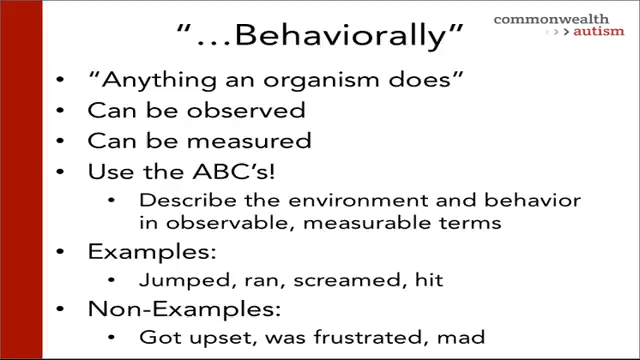 commonwealth
autism
“…Behaviorally”
• “Anything an organism does”
• Can be observed
• Can be measured
• Use the ABC’s!
• Describe the environment and behavior
in observable, measurable terms
• Examples:
• Jumped, ran, screamed, hit
• Non-Examples:
• Got upset, was frustrated, mad